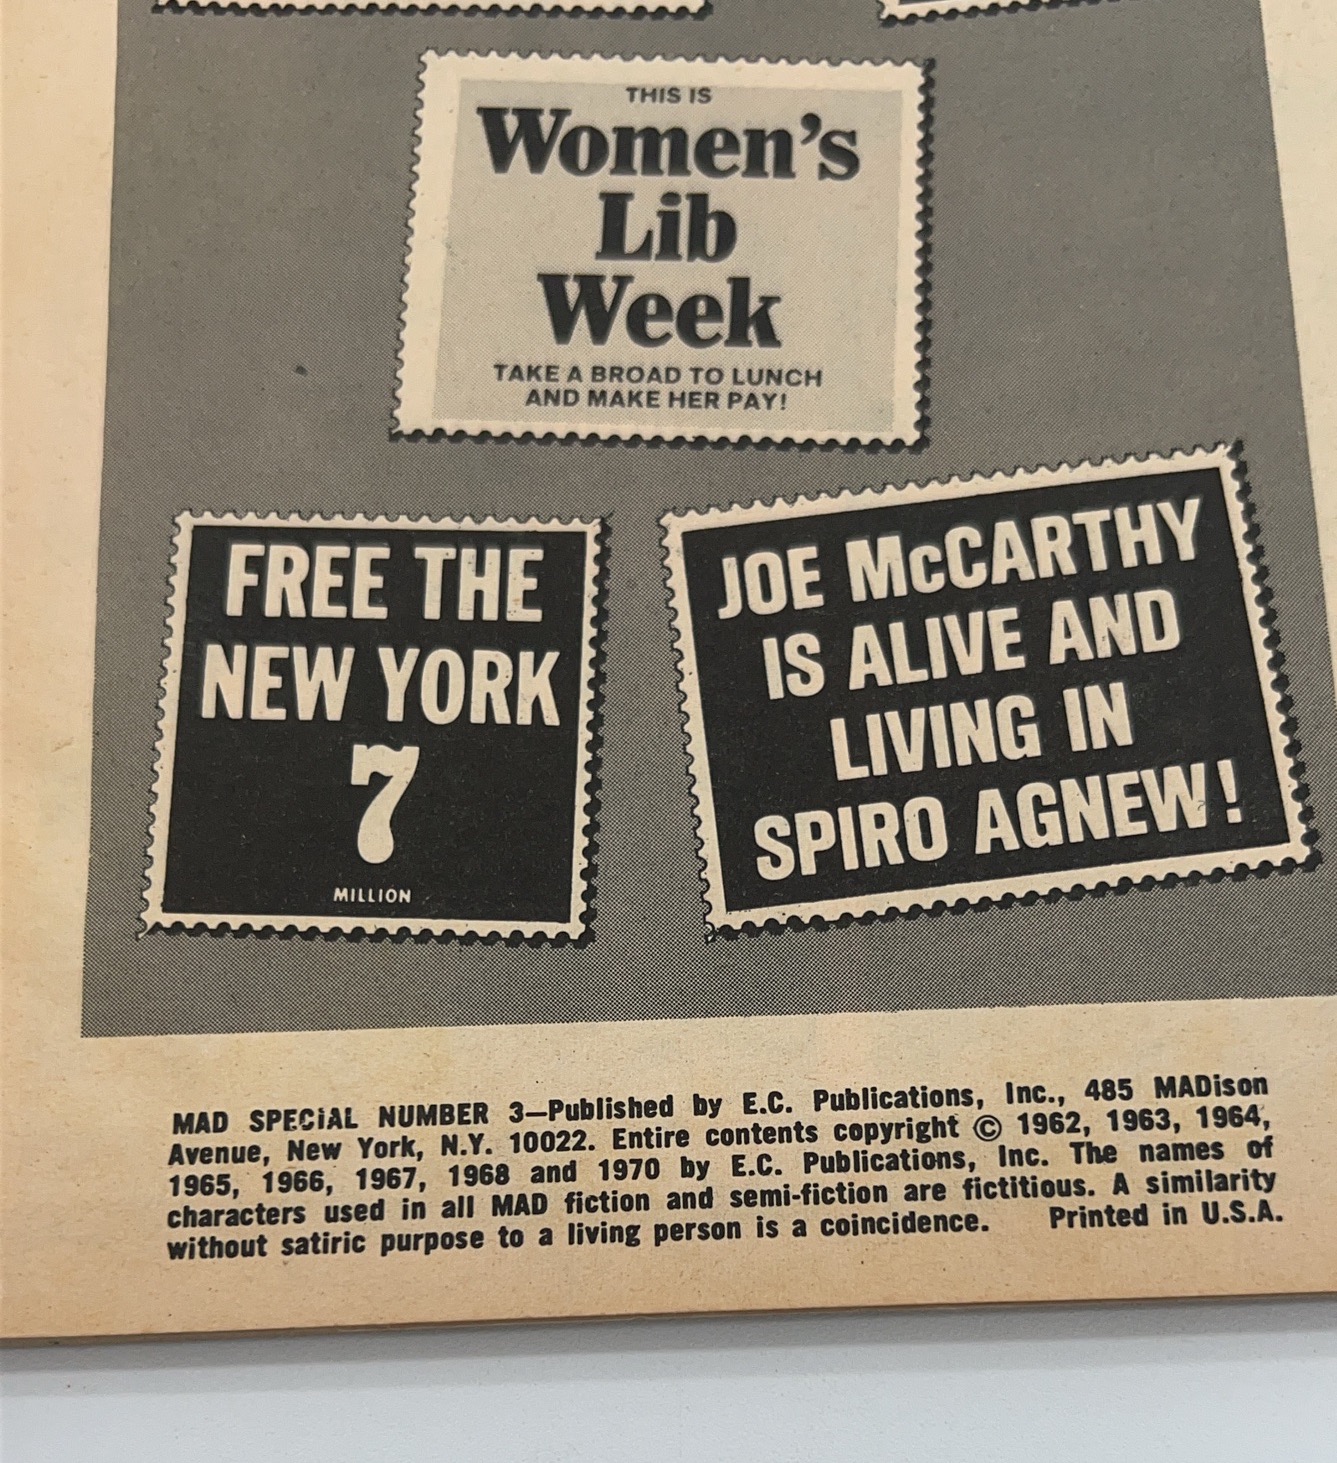 THIS IS
Women's
Lib
Week
TAKE A BROAD TO LUNCH
AND MAKE HER PAY!
FREE THE
NEW YORK
7
MILLION
JOE McCARTHY
IS ALIVE AND
LIVING IN
SPIRO AGNEW!
MAD SPECIAL NUMBER 3—Published by E.C. Publications, Inc., 485 MADison
Avenue, New York, N.Y. 10022. Entire contents copyright © 1962, 1963, 1964,
1965, 1966, 1967, 1968 and 1970 by E.C. Publications, Inc. The names of
characters used in all MAD fiction and semi-fiction are fictitious. A similarity
without satiric purpose to a living person is a coincidence. Printed in U.S.A.